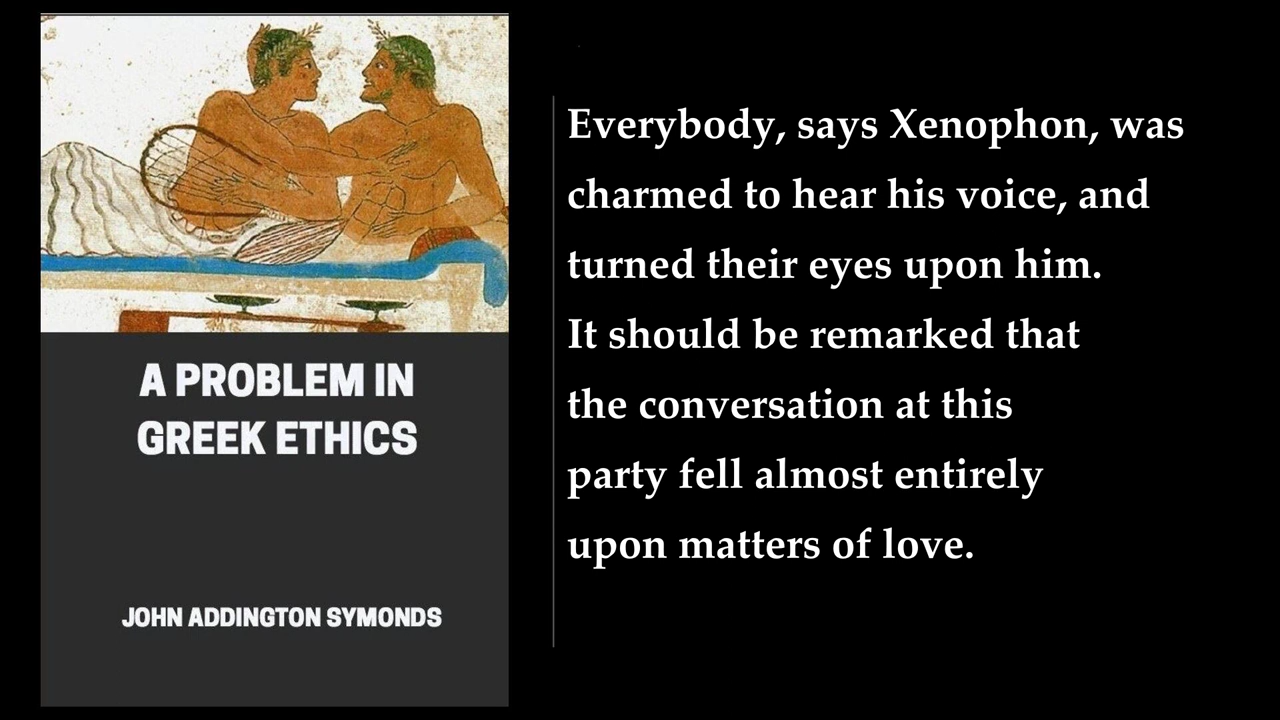 A PROBLEM IN
GREEK ETHICS
JOHN ADDINGTON SYMONDS
Everybody, says Xenophon, was
charmed to hear his voice, and
turned their eyes upon him.
It should be remarked that
the conversation at this
party fell almost entirely
upon matters of love.